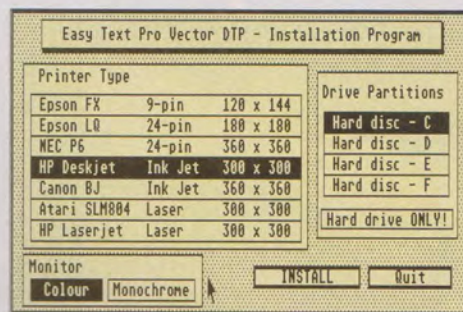 Easy Text Pro Vector DTP - Installation Program
Printer Type
Epson FX 9-pin 120 x 144
Epson LQ 24-pin 180 x 180
NEC P6 24-pin 360 x 360
HP Deskjet Ink Jet 300 x 300
Canon BJ Ink Jet 360 x 360
Atari SLM804 Laser 300 x 300
HP Laserjet Laser 300 x 300
Drive Partitions
Hard disc - C
Hard disc - D
Hard disc - E
Hard disc - F
Hard drive ONLY!
Monitor
Colour Monochrome
INSTALL Quit